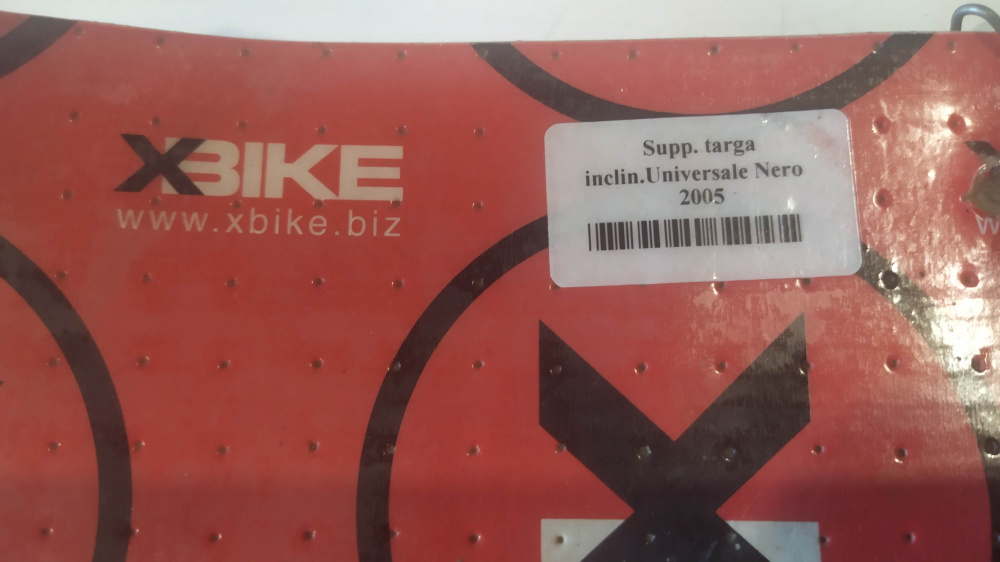 XBIKE
www.xbike.biz
Supp. targa
inclin.Universale Nero
2005